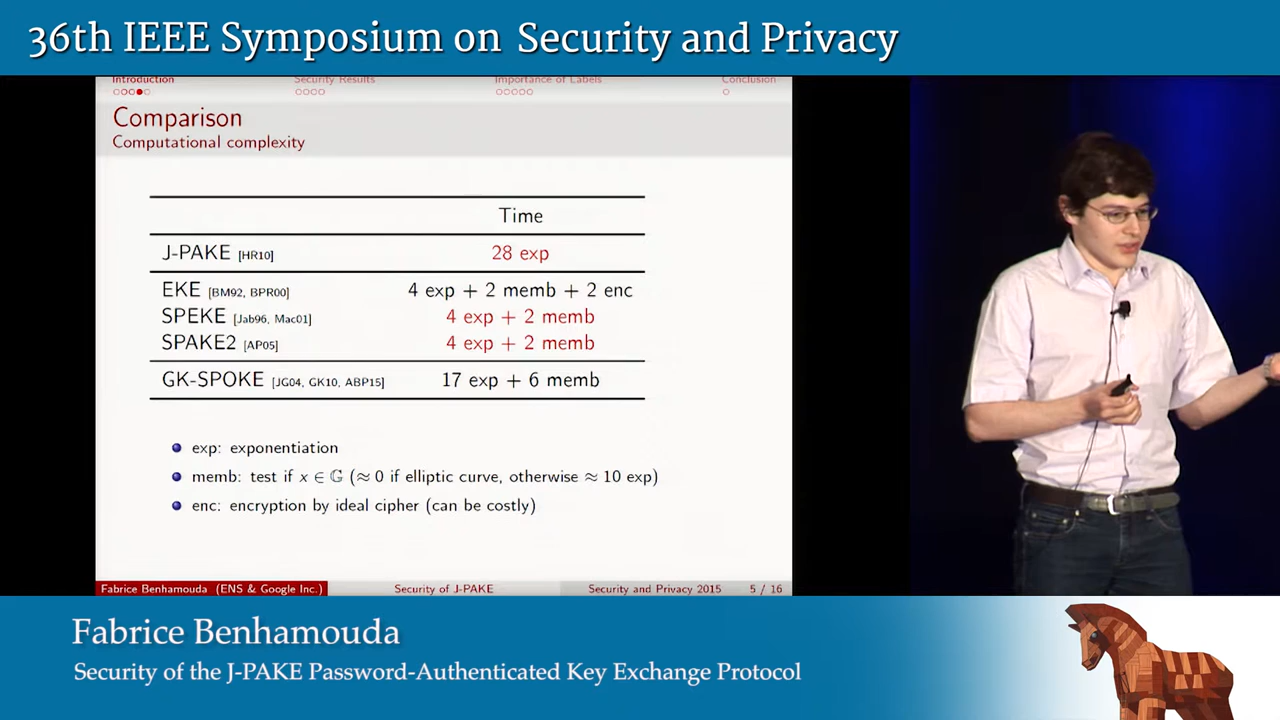 36th IEEE Symposium on Security and Privacy
Introduction Security Results Importance of Labels Conclusion
Comparison
Computational complexity
Time
J-PAKE [HR10] 28 exp
EKE [BM92, BPR00] 4 exp + 2 memb + 2 enc
SPEKE [Jab96, Mac01] 4 exp + 2 memb
SPAKE2 [AP05] 4 exp + 2 memb
GK-SPOKE [JG04, GK10, ABP15] 17 exp + 6 memb
exp: exponentiation
memb: test if x ∈ 𝔾 (≈ 0 if elliptic curve, otherwise ≈ 10 exp)
enc: encryption by ideal cipher (can be costly)
Fabrice Benhamouda (ENS & Google Inc.) Security of J-PAKE Security and Privacy 2015 5 / 16
Fabrice Benhamouda
Security of the J-PAKE Password-Authenticated Key Exchange Protocol